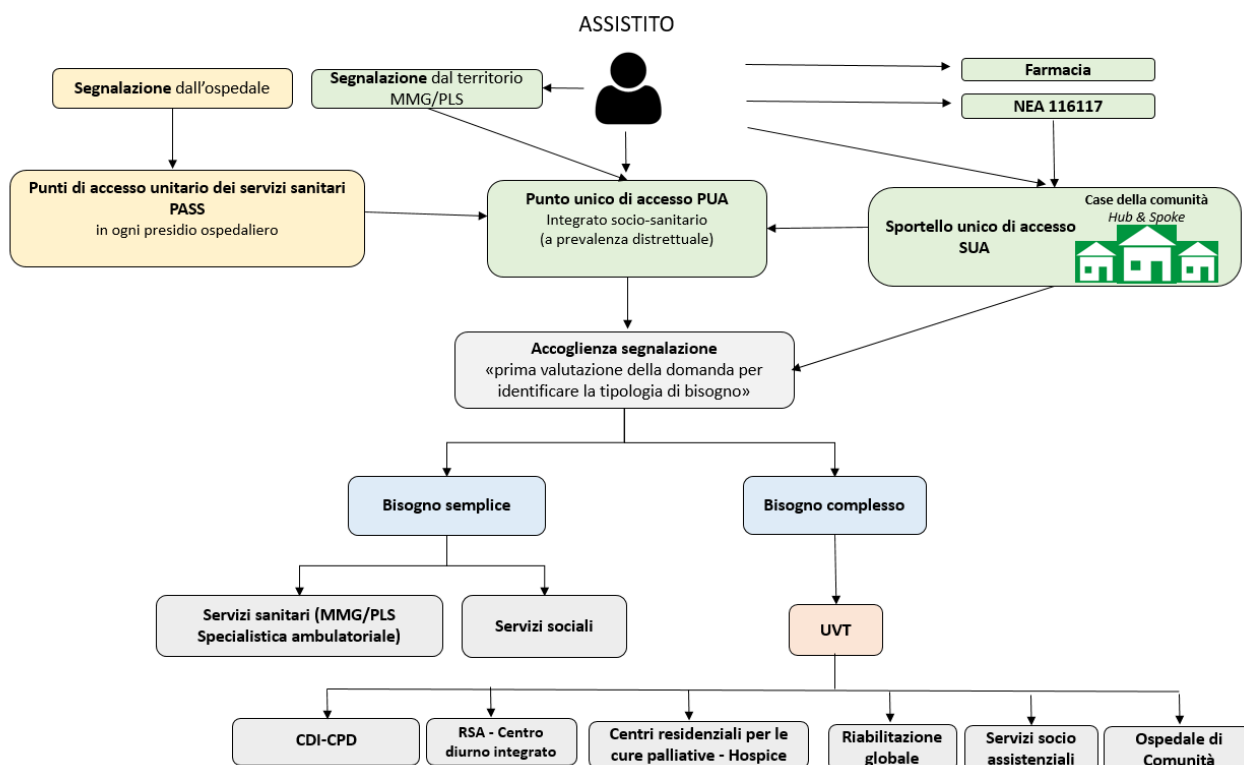 ASSISTITO
Segnalazione dall'ospedale
Segnalazione dal territorio
MMG/PLS
Farmacia
NEA 116117
Punti di accesso unitario dei servizi sanitari
PASS
in ogni presidio ospedaliero
Punto unico di accesso PUA
Integrato socio-sanitario
(a prevalenza distrettuale)
Case della comunità
Hub & Spoke
Sportello unico di accesso
SUA
Accoglienza segnalazione
«prima valutazione della domanda per
identificare la tipologia di bisogno»
Bisogno semplice
Bisogno complesso
Servizi sanitari (MMG/PLS
Specialistica ambulatoriale)
Servizi sociali
UVT
CDI-CPD
RSA - Centro
diurno integrato
Centri residenziali per le
cure palliative - Hospice
Riabilitazione
globale
Servizi socio
assistenziali
Ospedale di
Comunità